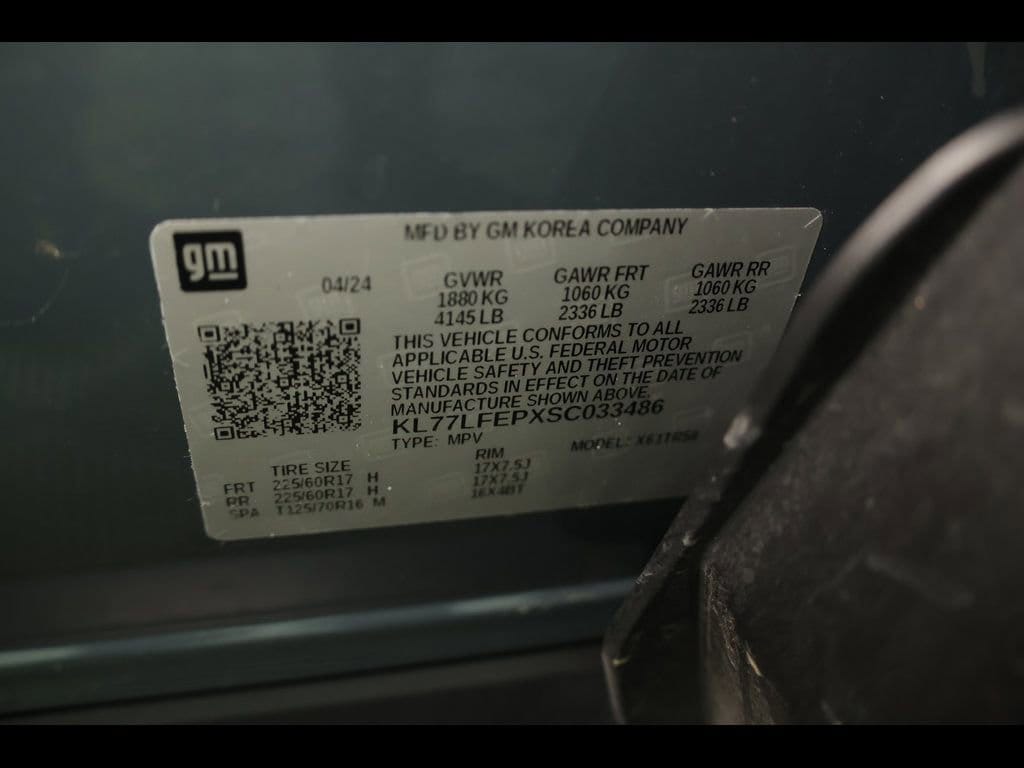 gm
MFD BY GM KOREA COMPANY
04/24
GVWR GAWR FRT GAWR RR
1880 KG 1060 KG 1060 KG
4145 LB 2336 LB 2336 LB
THIS VEHICLE CONFORMS TO ALL
APPLICABLE U.S. FEDERAL MOTOR
VEHICLE SAFETY AND THEFT PREVENTION
STANDARDS IN EFFECT ON THE DATE OF
MANUFACTURE SHOWN ABOVE.
KL77LFEPXSC033486
TYPE: MPV MODEL:
TIRE SIZE RIM
FRT 225/60R17 H 17X7.5J
RR 225/60R17 H 17X7.5J
SPA T125/70R16 M 16X4BT